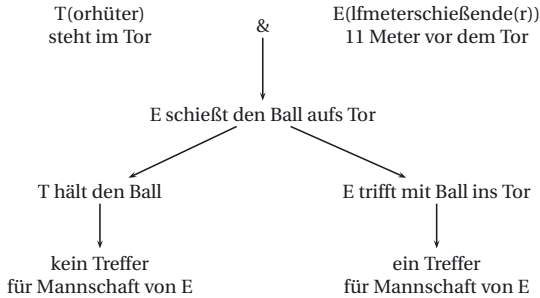 T(orhüter)
steht im Tor
&
E(lfmeterschießende(r))
11 Meter vor dem Tor
E schießt den Ball aufs Tor
T hält den Ball
E trifft mit Ball ins Tor
kein Treffer
für Mannschaft von E
ein Treffer
für Mannschaft von E